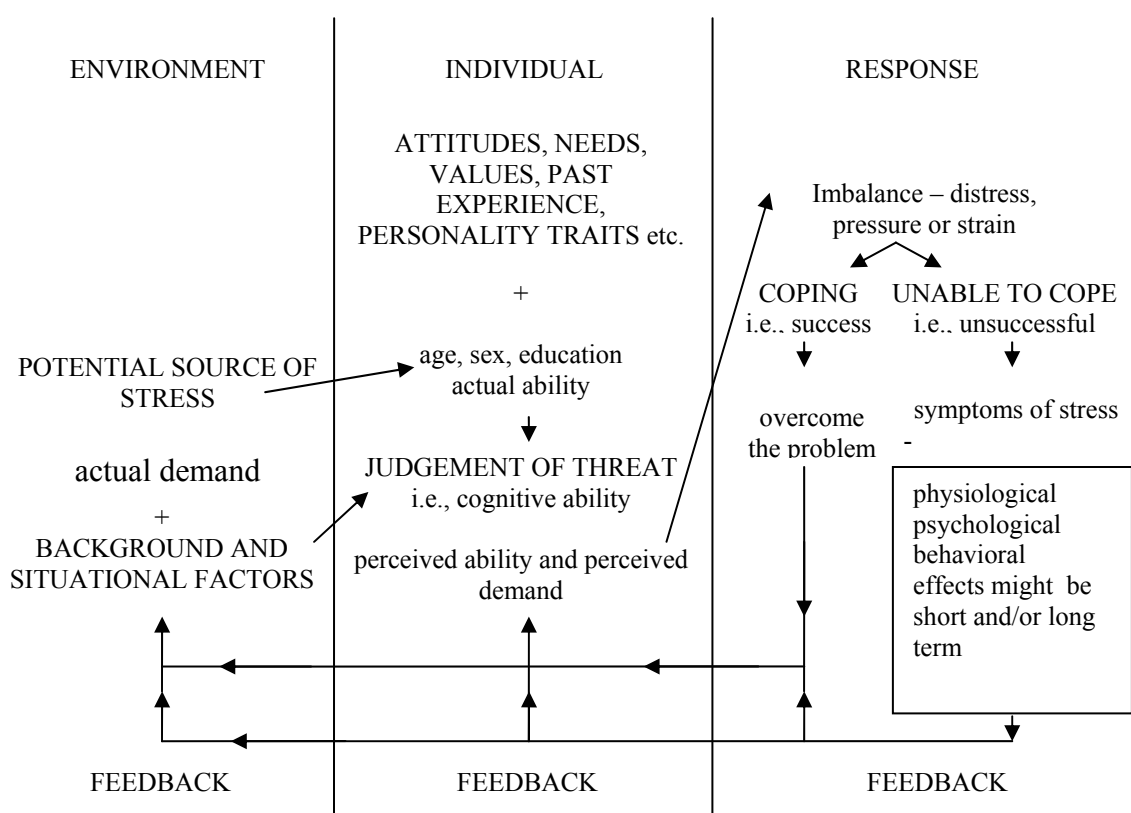 ENVIRONMENT
INDIVIDUAL
RESPONSE
ATTITUDES, NEEDS,
VALUES, PAST
EXPERIENCE,
PERSONALITY TRAITS etc.
+
age, sex, education
actual ability
JUDGEMENT OF THREAT
i.e., cognitive ability
perceived ability and perceived
demand
POTENTIAL SOURCE OF
STRESS
actual demand
+
BACKGROUND AND
SITUATIONAL FACTORS
Imbalance – distress,
pressure or strain
COPING
i.e., success
overcome
the problem
UNABLE TO COPE
i.e., unsuccessful
symptoms of stress
-
physiological
psychological
behavioral
effects might be
short and/or long
term
FEEDBACK
FEEDBACK
FEEDBACK